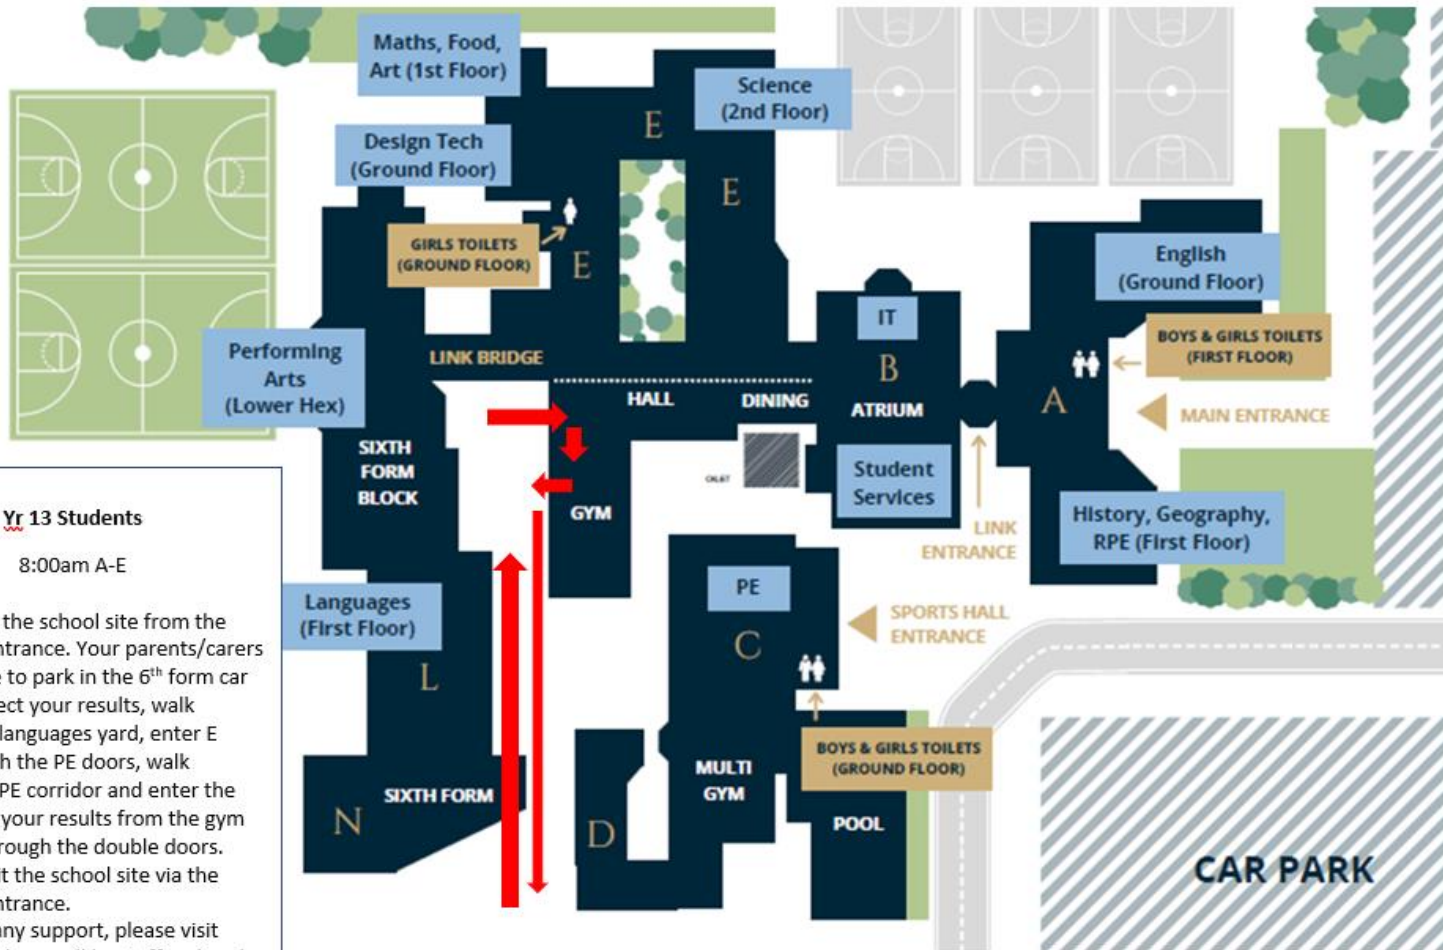 Maths, Food,
Art (1st Floor)
Science
(2nd Floor)
E
Design Tech
(Ground Floor)
E
GIRLS TOILETS
(GROUND FLOOR)
E
English
(Ground Floor)
IT
BOYS & GIRLS TOILETS
(FIRST FLOOR)
Performing
Arts
(Lower Hex)
LINK BRIDGE
B
HALL
DINING
ATRIUM
A
MAIN ENTRANCE
SIXTH
FORM
BLOCK
Student
Services
GYM
LINK
ENTRANCE
History, Geography,
RPE (First Floor)
Yr 13 Students
8:00am A-E
the school site from the
ntrance. Your parents/carers
e to park in the 6th form car
ect your results, walk
languages yard, enter E
h the PE doors, walk
PE corridor and enter the
your results from the gym
rough the double doors.
it the school site via the
ntrance.
any support, please visit
Languages
(First Floor)
PE
SPORTS HALL
ENTRANCE
C
L
BOYS & GIRLS TOILETS
(GROUND FLOOR)
MULTI
GYM
SIXTH FORM
N
D
POOL
CAR PARK